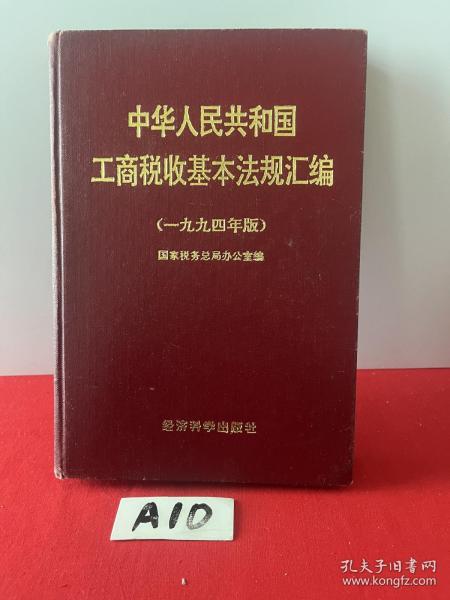 中华人民共和国
工商税收基本法规汇编
(一九九四年版)
国家税务总局办公室编
经济科学出版社
A10
孔夫子旧书网
www.kongfz.com